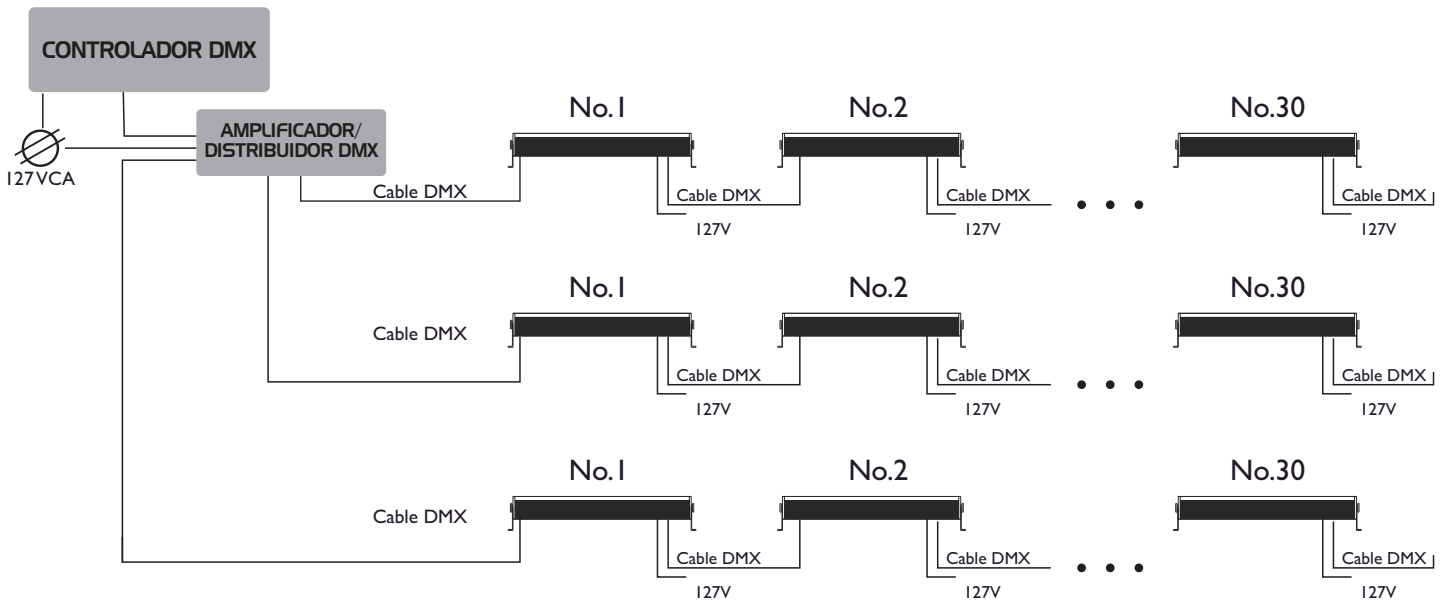 CONTROLADOR DMX
AMPLIFICADOR/
DISTRIBUIDOR DMX
127VCA
No.1
No.2
No.30
Cable DMX
Cable DMX
Cable DMX
Cable DMX
127V
127V
127V
No.1
No.2
No.30
Cable DMX
Cable DMX
Cable DMX
Cable DMX
127V
127V
127V
No.1
No.2
No.30
Cable DMX
Cable DMX
Cable DMX
Cable DMX
127V
127V
127V